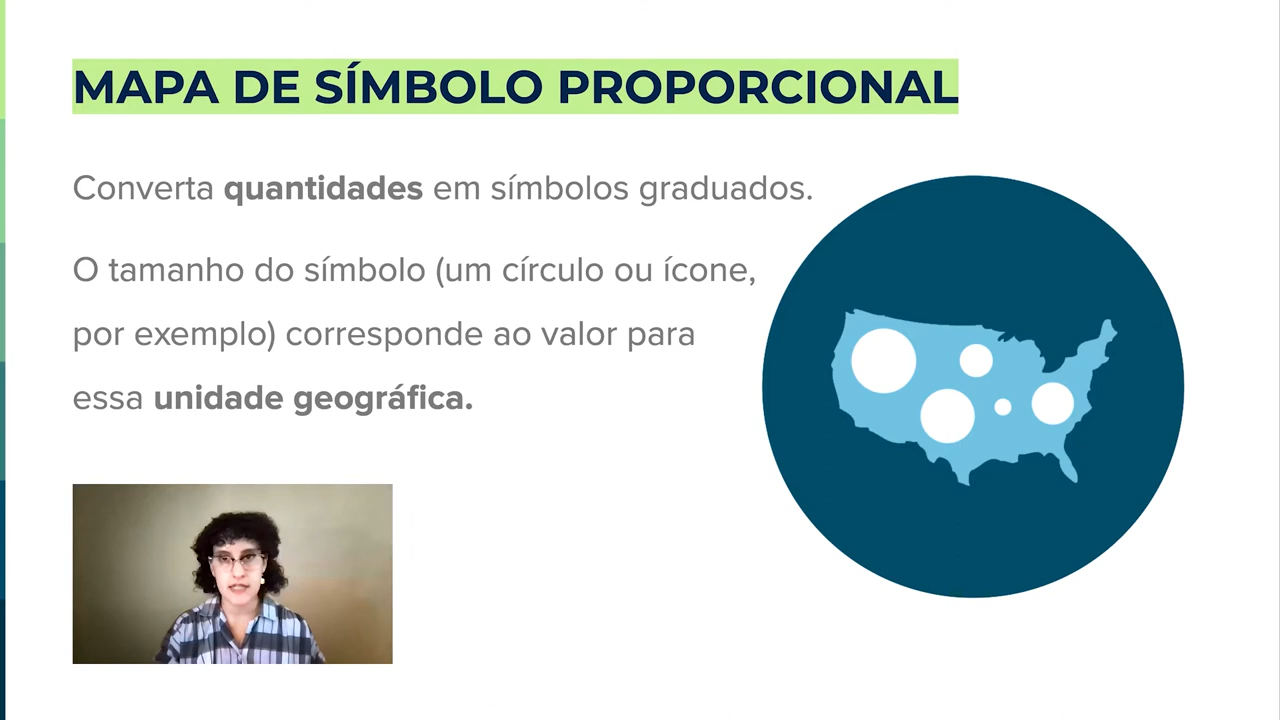 MAPA DE SÍMBOLO PROPORCIONAL
Converta quantidades em símbolos graduados.
O tamanho do símbolo (um círculo ou ícone,
por exemplo) corresponde ao valor para
essa unidade geográfica.